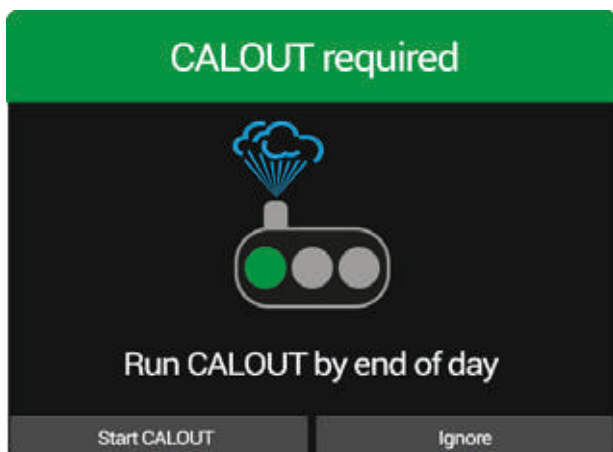 CALOUT required
Run CALOUT by end of day
Start CALOUT
Ignore